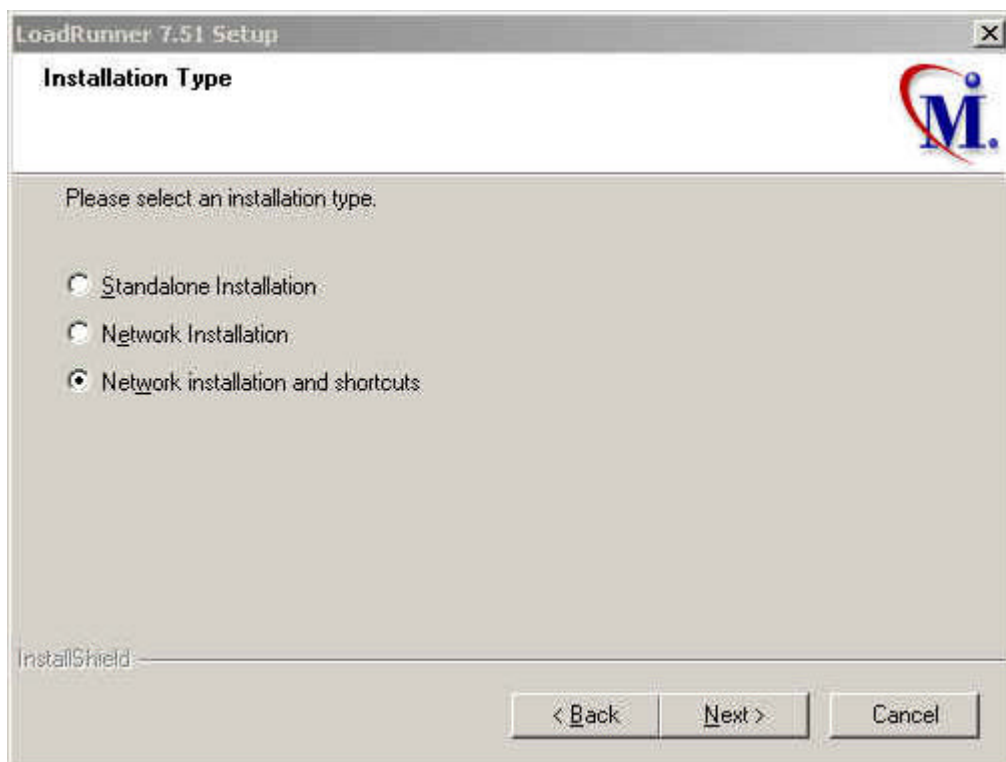 LoadRunner 7.51 Setup
Installation Type
M.
Please select an installation type.
Standalone Installation
Network Installation
Network installation and shortcuts
InstallShield
< Back Next > Cancel